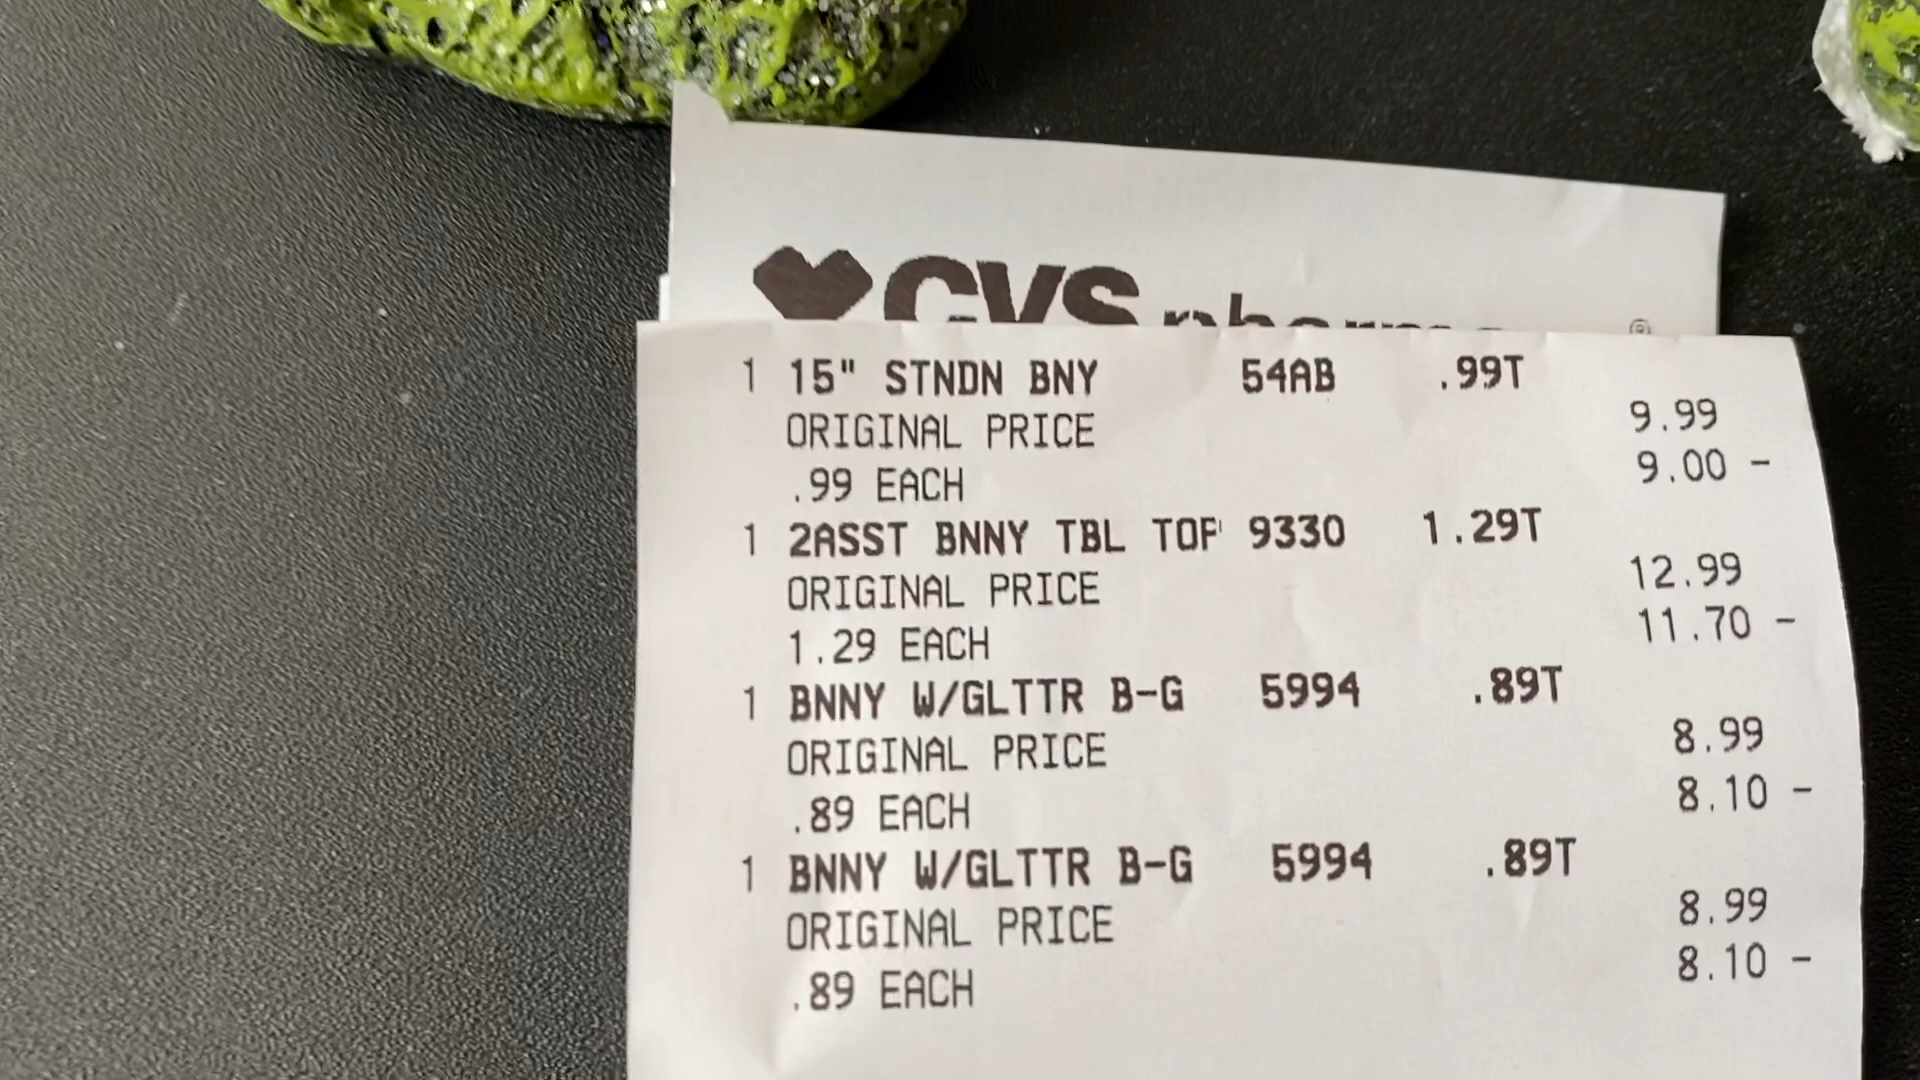 CVS pharma ®
1 15" STNDN BNY 54AB .99T
ORIGINAL PRICE 9.99
.99 EACH 9.00 -
1 2ASST BNNY TBL TOP 9330 1.29T
ORIGINAL PRICE 12.99
1.29 EACH 11.70 -
1 BNNY W/GLTTR B-G 5994 .89T
ORIGINAL PRICE 8.99
.89 EACH 8.10 -
1 BNNY W/GLTTR B-G 5994 .89T
ORIGINAL PRICE 8.99
.89 EACH 8.10 -